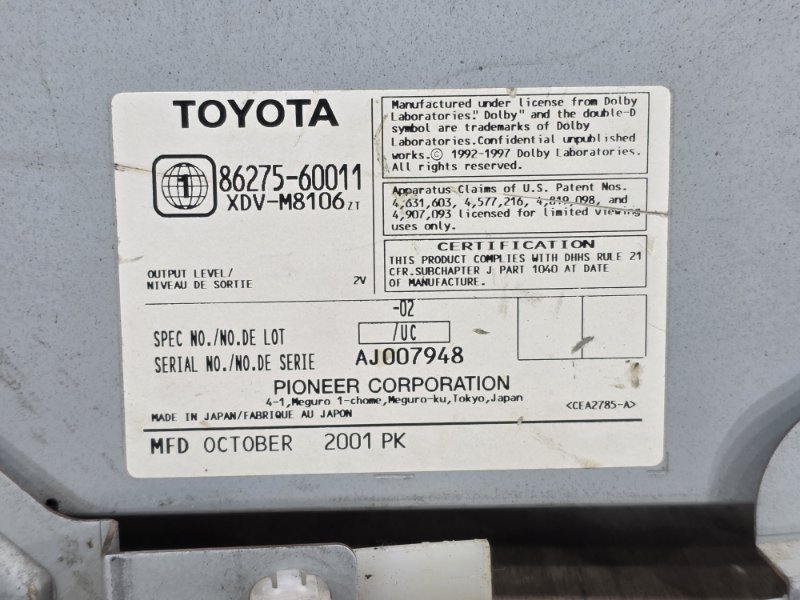 TOYOTA
1
86275-60011
XDV-M8106ZT
OUTPUT LEVEL/
NIVEAU DE SORTIE 2V
Manufactured under license from Dolby
Laboratories." Dolby" and the double-D
symbol are trademarks of Dolby
Laboratories.Confidential unpublished
works.© 1992-1997 Dolby Laboratories.
All rights reserved.
Apparatus Claims of U.S. Patent Nos.
4,631,603, 4,577,216, 4,819,098, and
4,907,093 licensed for limited viewing
uses only.
CERTIFICATION
THIS PRODUCT COMPLIES WITH DHHS RULE 21
CFR.SUBCHAPTER J PART 1040 AT DATE
OF MANUFACTURE.
-02
SPEC NO./NO.DE LOT /UC
SERIAL NO./NO.DE SERIE AJ007948
PIONEER CORPORATION
4-1,Meguro 1-chome,Meguro-ku,Tokyo,Japan
MADE IN JAPAN/FABRIQUE AU JAPON <CEA2785-A>
MFD OCTOBER 2001 PK